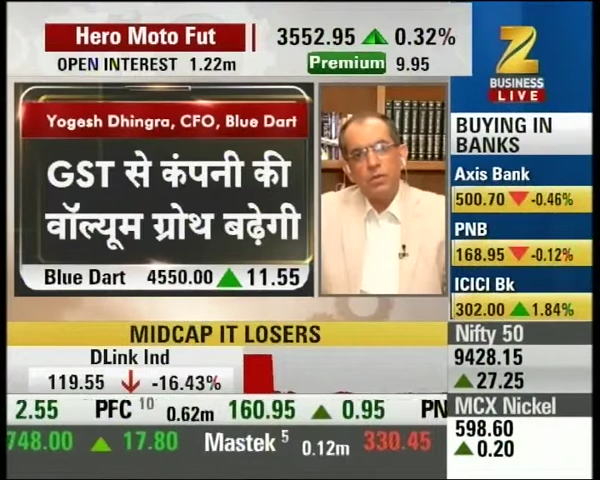 Hero Moto Fut
3552.95 ▲ 0.32%
OPEN INTEREST 1.22m
Premium 9.95
Z
BUSINESS
LIVE
Yogesh Dhingra, CFO, Blue Dart
GST से कंपनी की
वॉल्यूम ग्रोथ बढ़ेगी
Blue Dart 4550.00 ▲ 11.55
BUYING IN
BANKS
Axis Bank
500.70 ▼ -0.46%
PNB
168.95 ▼ -0.12%
ICICI Bk
302.00 ▲ 1.84%
MIDCAP IT LOSERS
DLink Ind
119.55 ↓ -16.43%
Nifty 50
9428.15
▲ 27.25
MCX Nickel
598.60
▲ 0.20
2.55 PFC 10 0.62m 160.95 ▲ 0.95 PN
748.00 ▲ 17.80 Mastek 5 0.12m 330.45